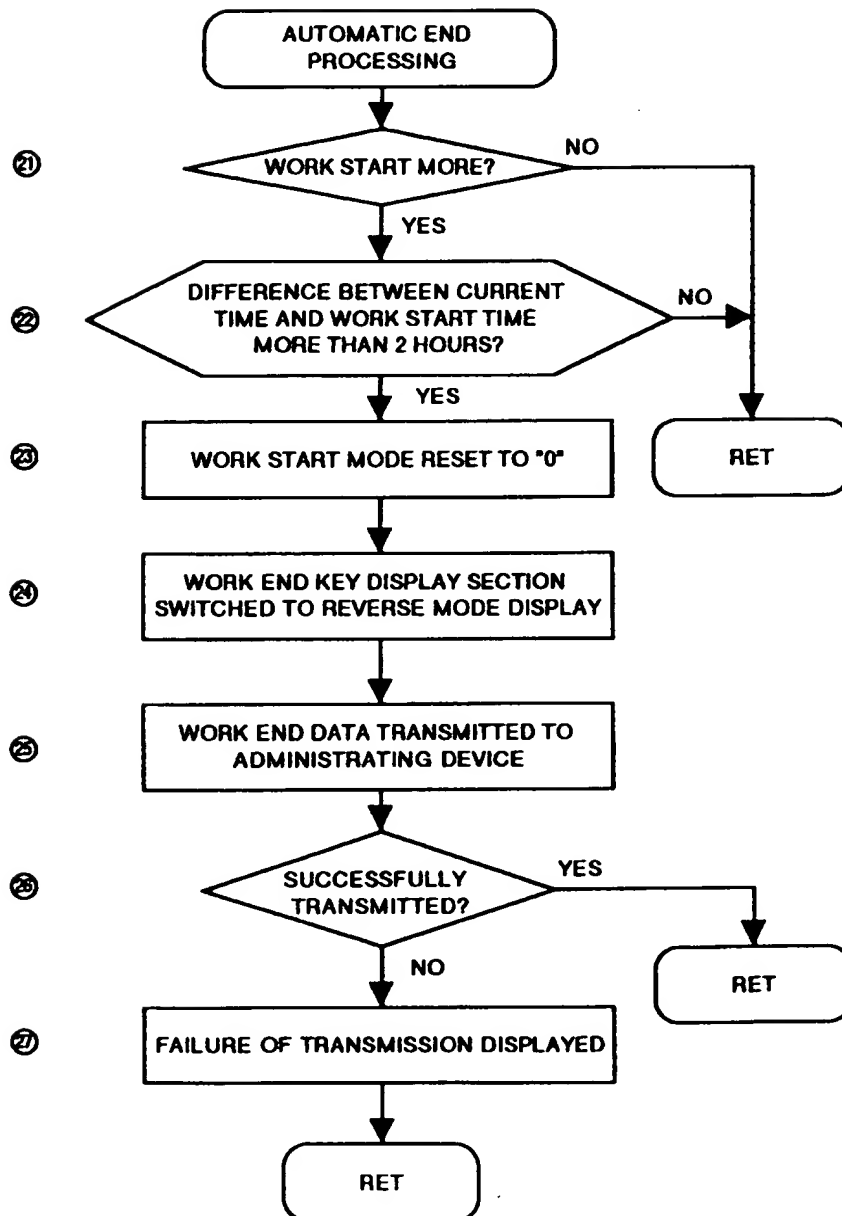 AUTOMATIC END
PROCESSING
㉑
WORK START MORE?
NO
YES
㉒
DIFFERENCE BETWEEN CURRENT
TIME AND WORK START TIME
MORE THAN 2 HOURS?
NO
YES
㉓
WORK START MODE RESET TO "0"
RET
㉔
WORK END KEY DISPLAY SECTION
SWITCHED TO REVERSE MODE DISPLAY
㉕
WORK END DATA TRANSMITTED TO
ADMINISTRATING DEVICE
㉖
SUCCESSFULLY
TRANSMITTED?
YES
NO
RET
㉗
FAILURE OF TRANSMISSION DISPLAYED
RET